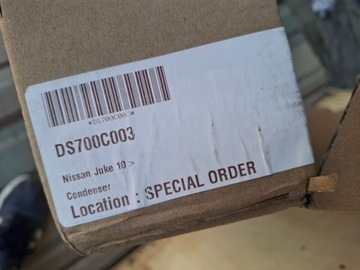 *DS700C003*
DS700C003
Nissan Juke 10 >
Condenser
Location : SPECIAL ORDER